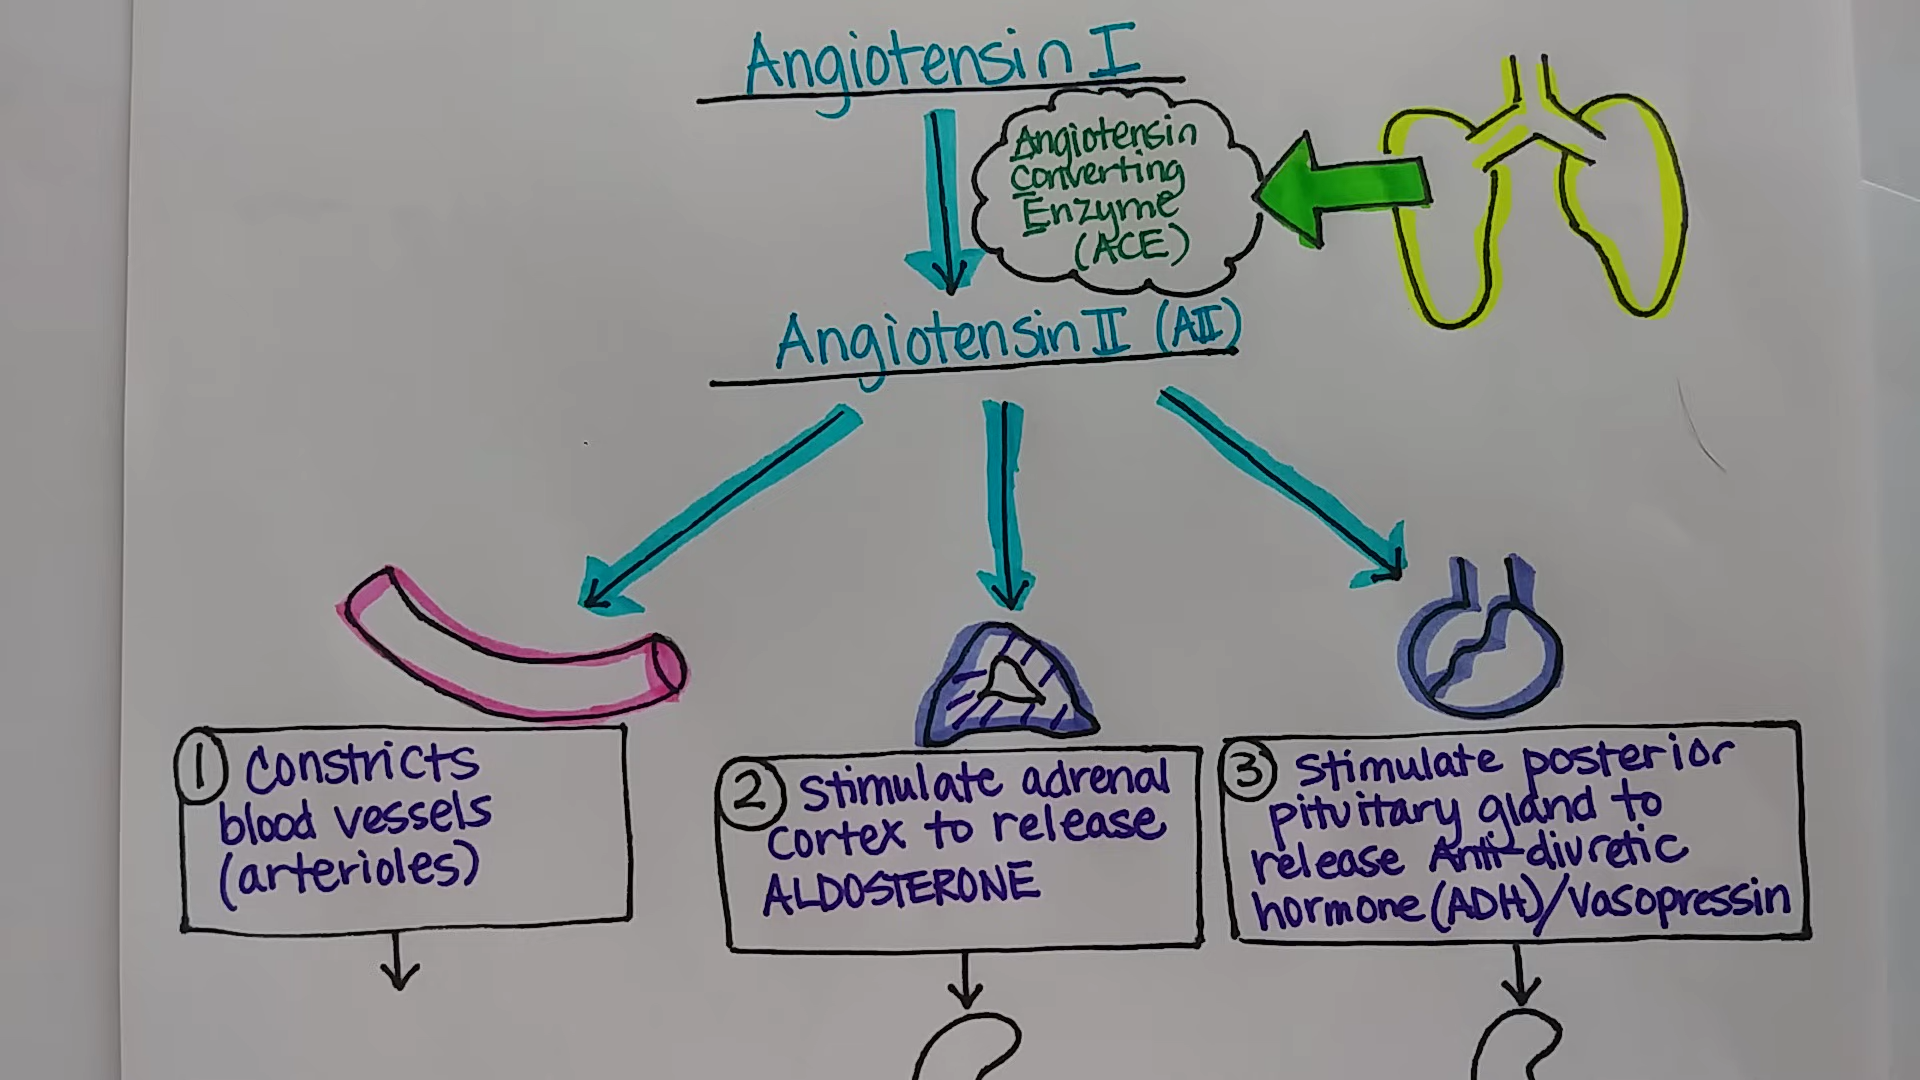 Angiotensin I
Angiotensin
Converting
Enzyme
(ACE)
Angiotensin II (AII)
1 Constricts
blood vessels
(arterioles)
2 Stimulate adrenal
Cortex to release
ALDOSTERONE
3 Stimulate posterior
pituitary gland to
release Anti-diuretic
hormone (ADH)/Vasopressin